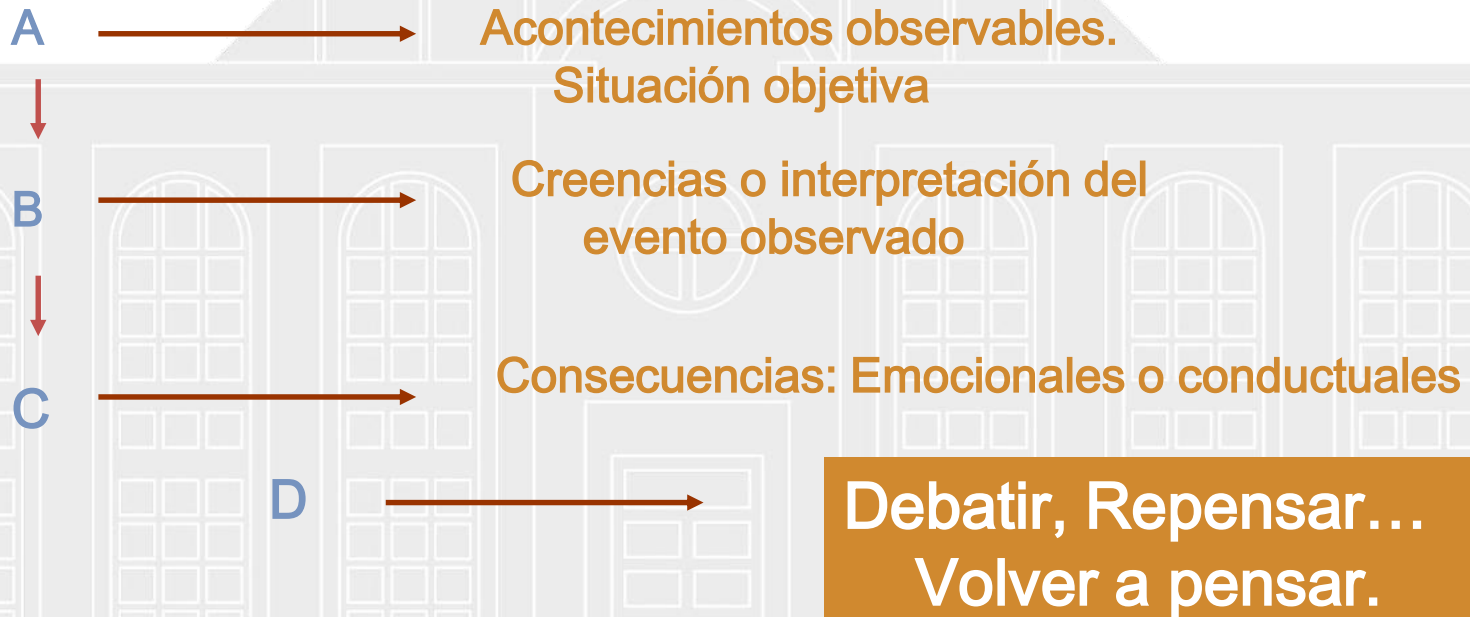 A Acontecimientos observables.
Situación objetiva
B Creencias o interpretación del
evento observado
C Consecuencias: Emocionales o conductuales
D Debatir, Repensar...
Volver a pensar.